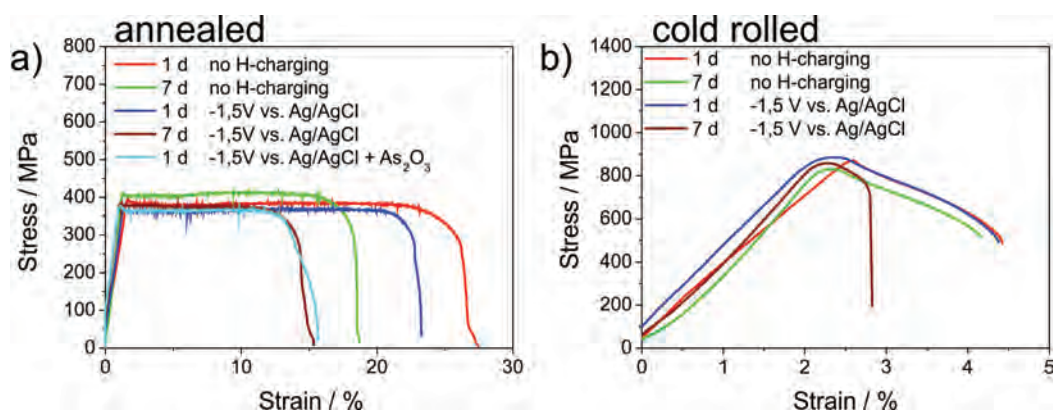 annealed
a)
800
700
600
500
400
300
200
100
0
Stress / MPa
1 d no H-charging
7 d no H-charging
1 d -1,5V vs. Ag/AgCl
7 d -1,5V vs. Ag/AgCl
1 d -1,5V vs. Ag/AgCl + As₂O₃
0 10 20 30
Strain / %
cold rolled
b)
1400
1200
1000
800
600
400
200
0
Stress / MPa
1 d no H-charging
7 d no H-charging
1 d -1,5 V vs. Ag/AgCl
7 d -1,5 V vs. Ag/AgCl
0 1 2 3 4 5
Strain / %